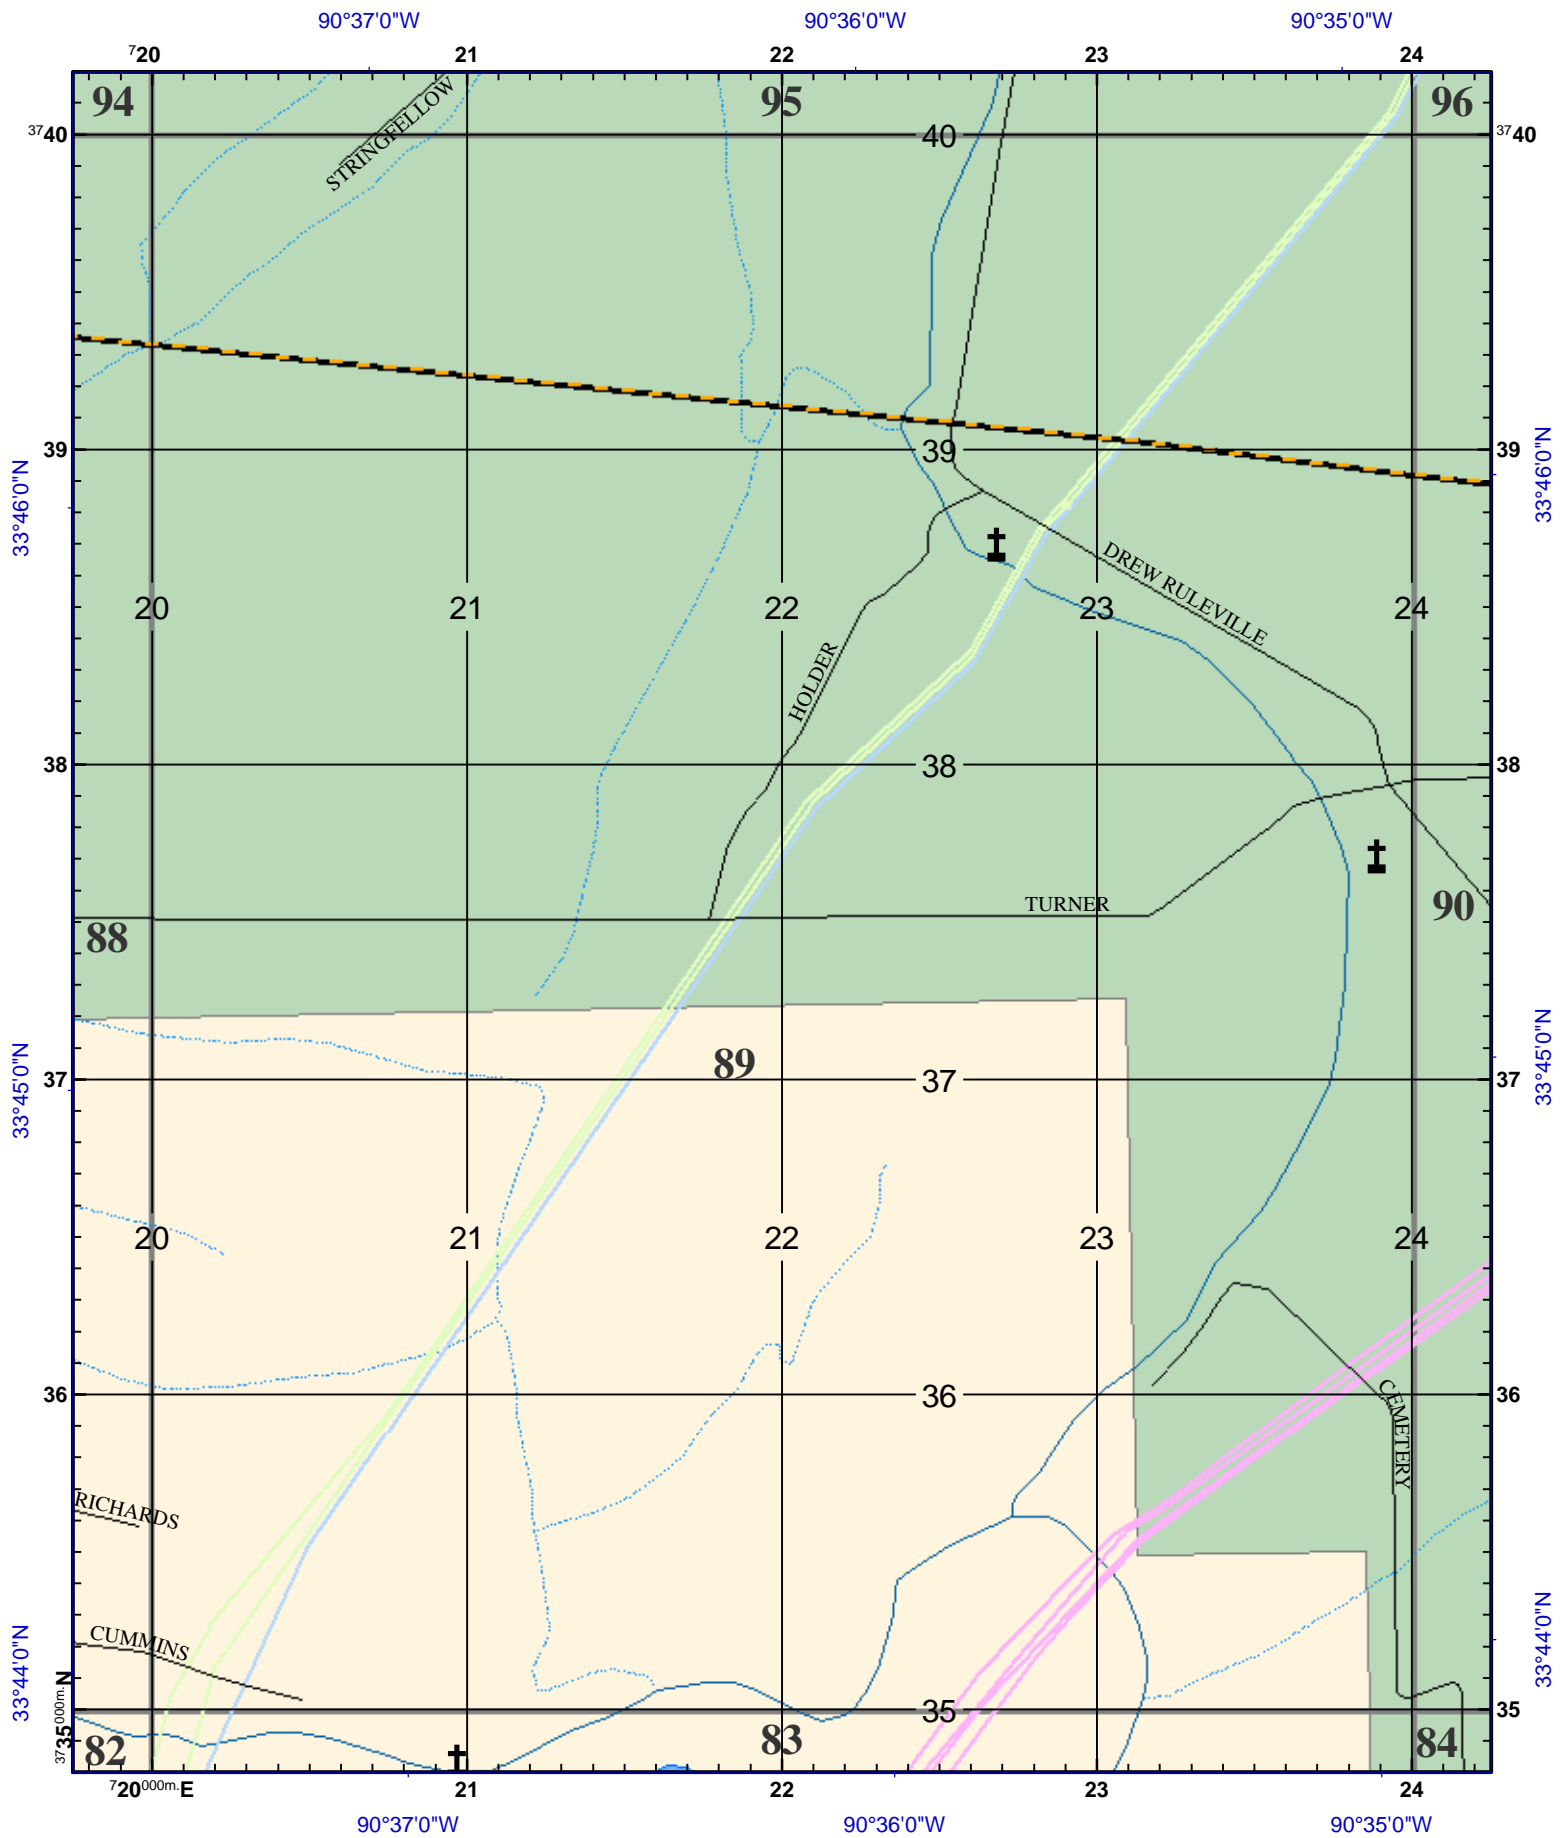 90°37'0"W 90°36'0"W 90°35'0"W
720 21 22 23 24
94 95 96
STRINGFELLOW
3740 40 3740
39 39 39
33°46'0"N 33°46'0"N
DREW RULEVILLE
20 21 22 23 24
HOLDER
38 38 38
TURNER
90
88
89
37 37 37
33°45'0"N 33°45'0"N
20 21 22 23 24
36 36 36
CEMETERY
RICHARDS
CUMMINS
33°44'0"N 33°44'0"N
3735000m.N 35 35
82 83 84
720000m.E 21 22 23 24
90°37'0"W 90°36'0"W 90°35'0"W